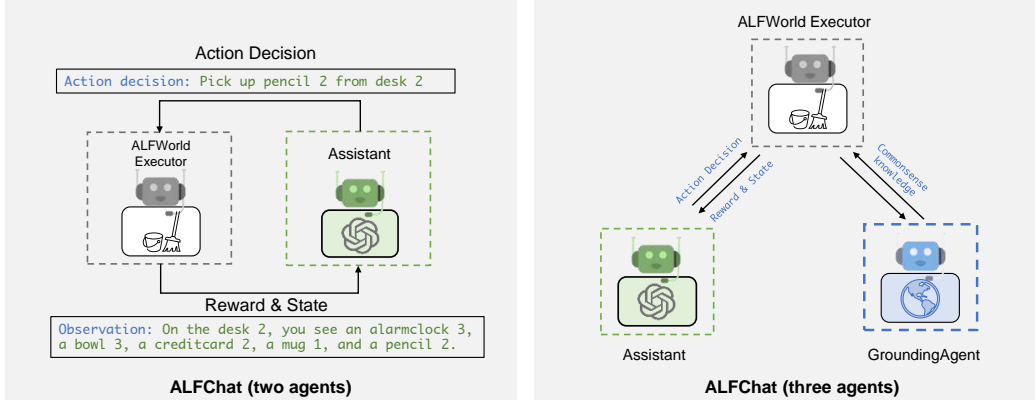 Action Decision
Action decision: Pick up pencil 2 from desk 2
ALFWorld
Executor
Assistant
Reward & State
Observation: On the desk 2, you see an alarmclock 3,
a bowl 3, a creditcard 2, a mug 1, and a pencil 2.
ALFChat (two agents)
ALFWorld Executor
Action Decision
Reward & State
Commonsense
knowledge
Assistant
GroundingAgent
ALFChat (three agents)